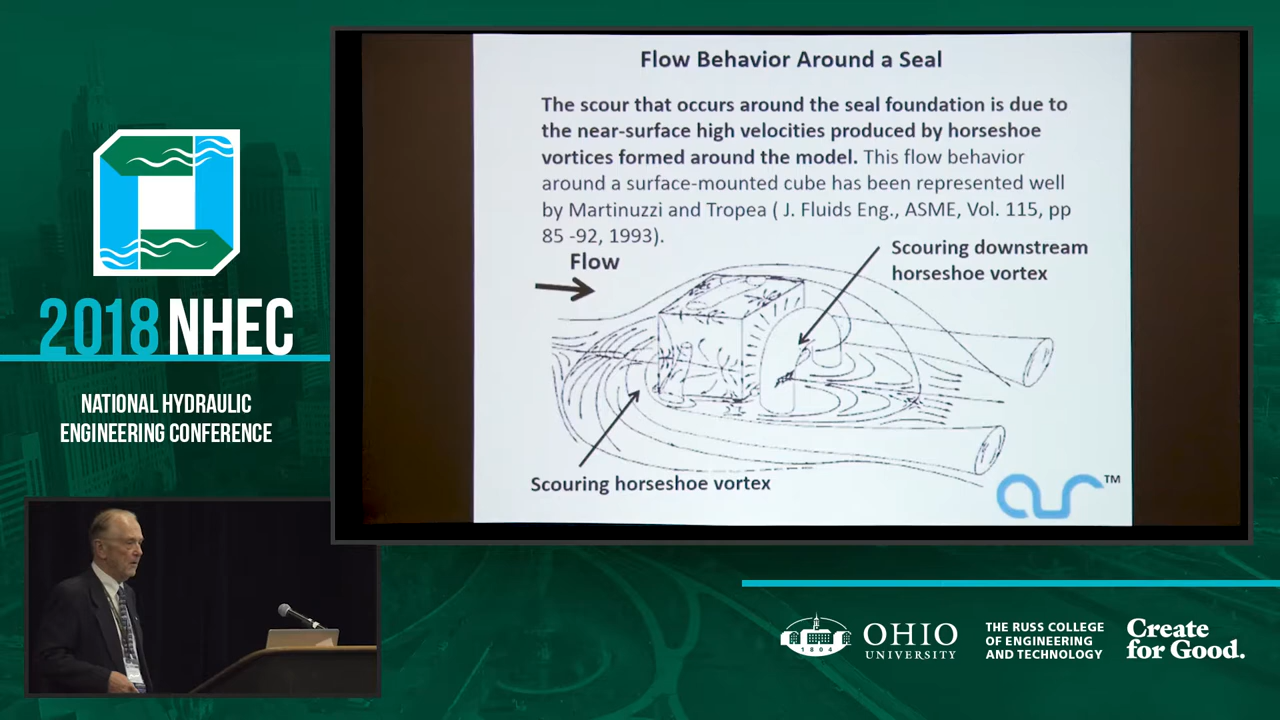 2018 NHEC
NATIONAL HYDRAULIC
ENGINEERING CONFERENCE
Flow Behavior Around a Seal
The scour that occurs around the seal foundation is due to
the near-surface high velocities produced by horseshoe
vortices formed around the model. This flow behavior
around a surface-mounted cube has been represented well
by Martinuzzi and Tropea ( J. Fluids Eng., ASME, Vol. 115, pp
85 -92, 1993).
Flow
Scouring downstream
horseshoe vortex
Scouring horseshoe vortex
aur™
1804
OHIO
UNIVERSITY
THE RUSS COLLEGE
OF ENGINEERING
AND TECHNOLOGY
Create
for Good.